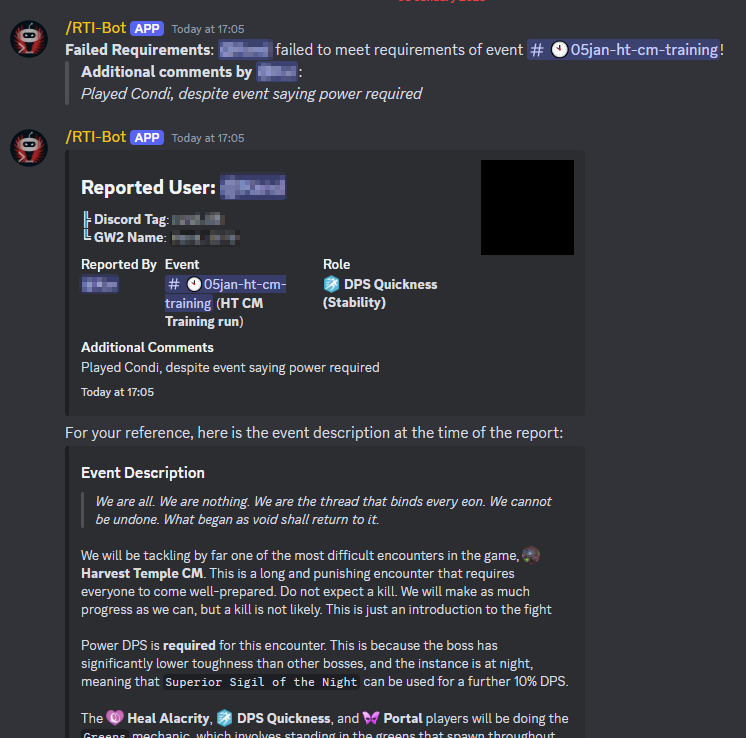 /RTI-Bot APP Today at 17:05
Failed Requirements: failed to meet requirements of event # 05jan-ht-cm-training!
Additional comments by :
Played Condi, despite event saying power required
/RTI-Bot APP Today at 17:05
Reported User:
╠ Discord Tag:
╚ GW2 Name:
Reported By Event Role
# 05jan-ht-cm- DPS Quickness
training (HT CM (Stability)
Training run)
Additional Comments
Played Condi, despite event saying power required
Today at 17:05
For your reference, here is the event description at the time of the report:
Event Description
We are all. We are nothing. We are the thread that binds every eon. We cannot
be undone. What began as void shall return to it.
We will be tackling by far one of the most difficult encounters in the game,
Harvest Temple CM. This is a long and punishing encounter that requires
everyone to come well-prepared. Do not expect a kill. We will make as much
progress as we can, but a kill is not likely. This is just an introduction to the fight
Power DPS is required for this encounter. This is because the boss has
significantly lower toughness than other bosses, and the instance is at night,
meaning that Superior Sigil of the Night can be used for a further 10% DPS.
The Heal Alacrity, DPS Quickness, and Portal players will be doing the
Greens mechanic, which involves standing in the greens that spawn throughout